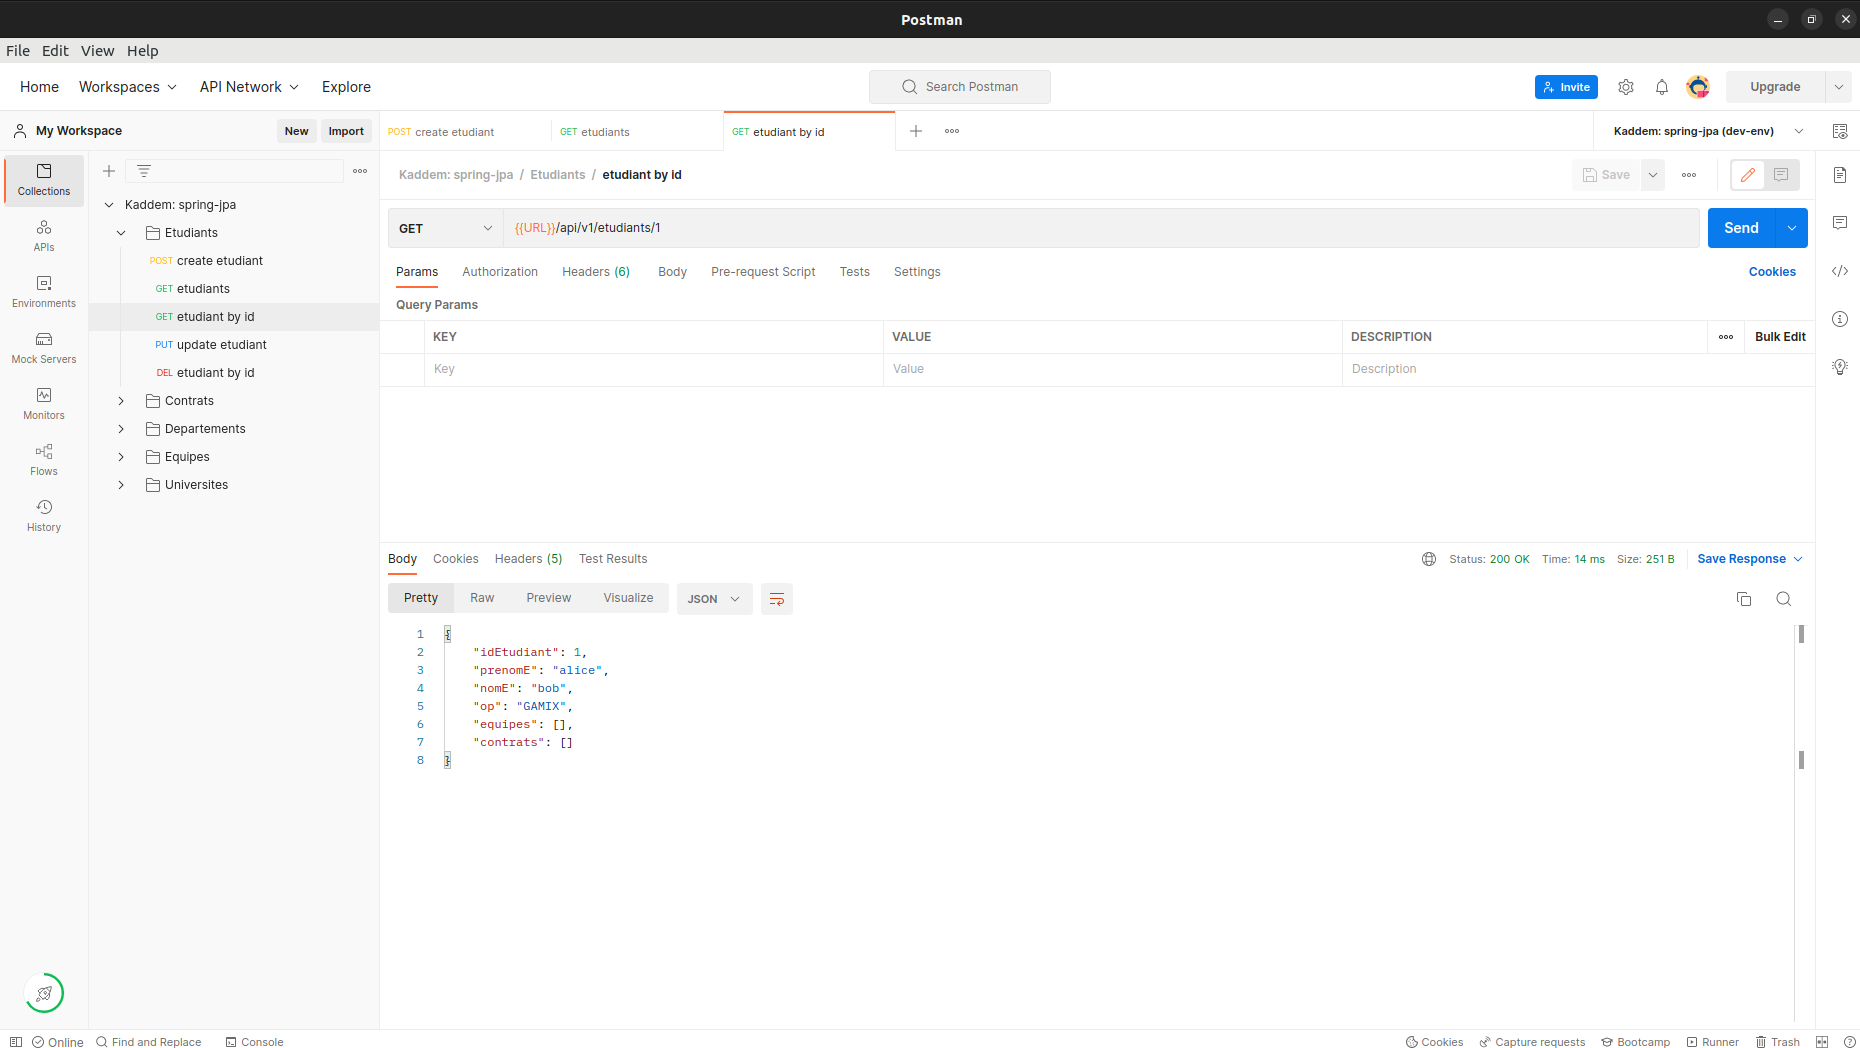 Postman
File Edit View Help
Home Workspaces API Network Explore Search Postman Invite Upgrade
My Workspace New Import POST create etudiant GET etudiants GET etudiant by id Kaddem: spring-jpa (dev-env)
Collections
APIs
Environments
Mock Servers
Monitors
Flows
History
Kaddem: spring-jpa
Etudiants
POST create etudiant
GET etudiants
GET etudiant by id
PUT update etudiant
DEL etudiant by id
Contrats
Departements
Equipes
Universites
Kaddem: spring-jpa / Etudiants / etudiant by id Save
GET {{URL}}/api/v1/etudiants/1 Send
Params Authorization Headers (6) Body Pre-request Script Tests Settings Cookies
Query Params
KEY VALUE DESCRIPTION Bulk Edit
Key Value Description
Body Cookies Headers (5) Test Results Status: 200 OK Time: 14 ms Size: 251 B Save Response
Pretty Raw Preview Visualize JSON
1 {
2 "idEtudiant": 1,
3 "prenomE": "alice",
4 "nomE": "bob",
5 "op": "GAMIX",
6 "equipes": [],
7 "contrats": []
8 }
Online Find and Replace Console Cookies Capture requests Bootcamp Runner Trash